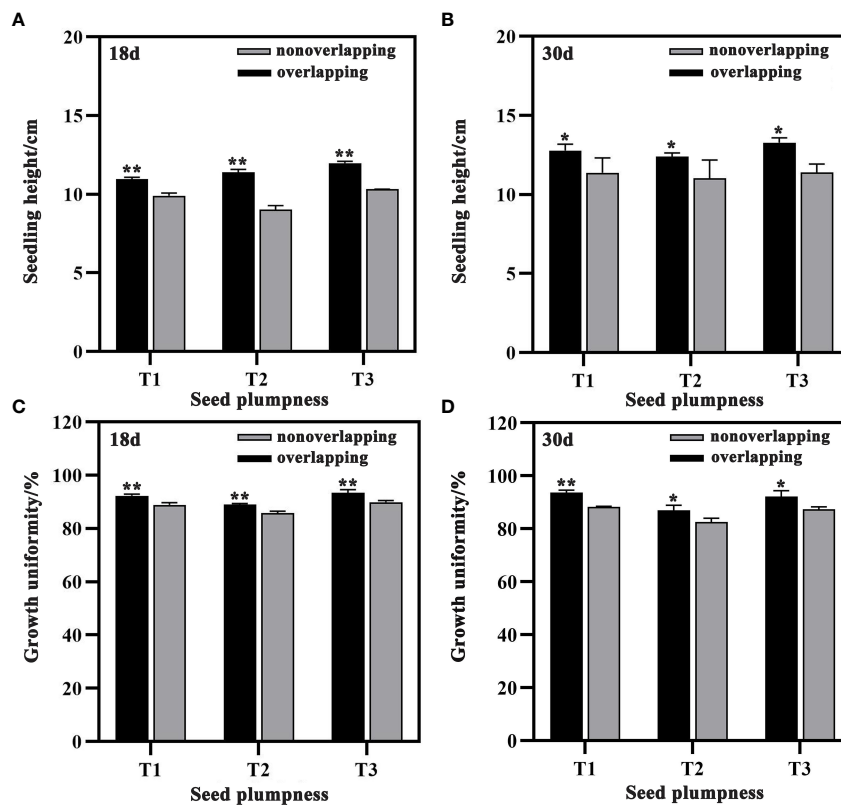 A
20
15
10
5
0
Seedling height/cm
18d
nonoverlapping
overlapping
**
**
**
T1
T2
T3
Seed plumpness
B
20
15
10
5
0
Seedling height/cm
30d
nonoverlapping
overlapping
*
*
*
T1
T2
T3
Seed plumpness
C
120
100
80
60
40
20
0
Growth uniformity/%
18d
nonoverlapping
overlapping
**
**
**
T1
T2
T3
Seed plumpness
D
120
100
80
60
40
20
0
Growth uniformity/%
30d
nonoverlapping
overlapping
**
*
*
T1
T2
T3
Seed plumpness